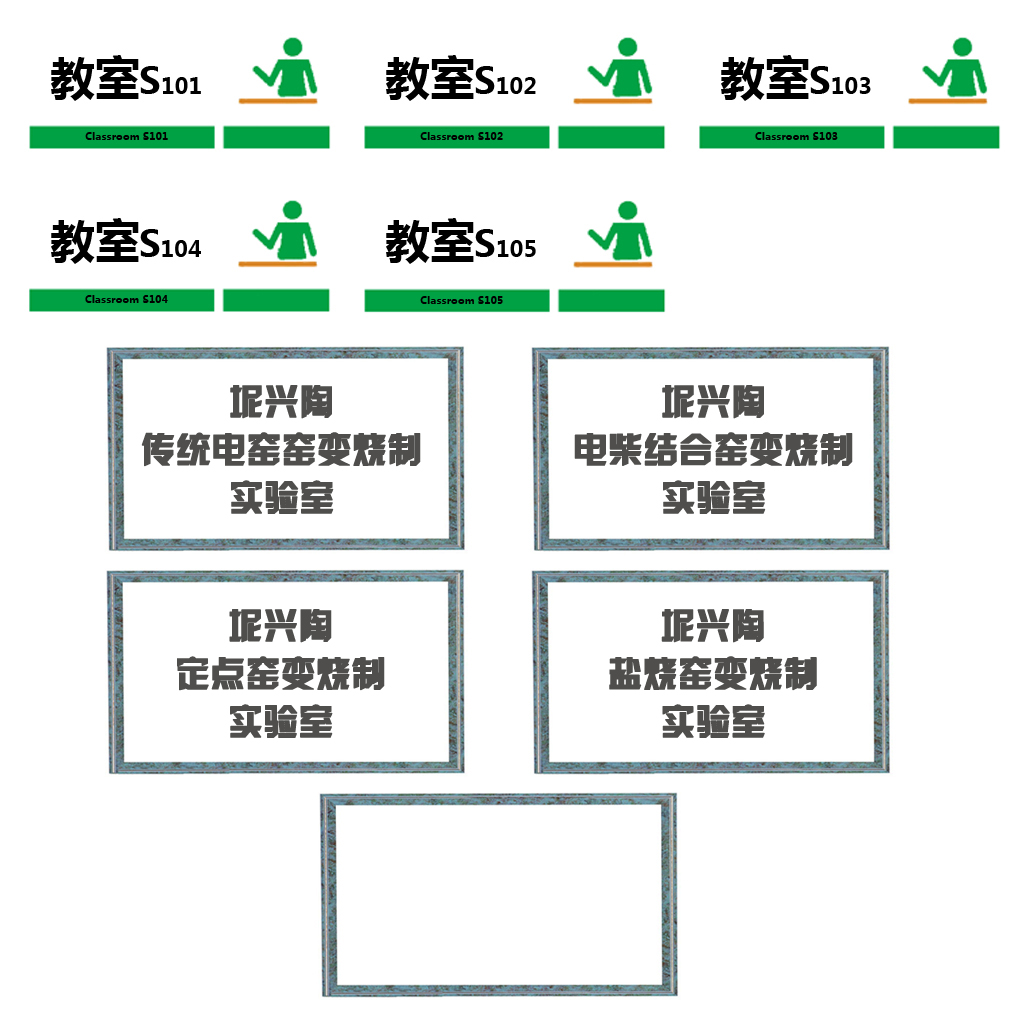 教室S101
教室S102
教室S103
Classroom S101
Classroom S102
Classroom S103
教室S104
教室S105
Classroom S104
Classroom S105
坭兴陶
传统电窑窑变烧制
实验室
坭兴陶
电柴结合窑变烧制
实验室
坭兴陶
定点窑变烧制
实验室
坭兴陶
盐烧窑变烧制
实验室